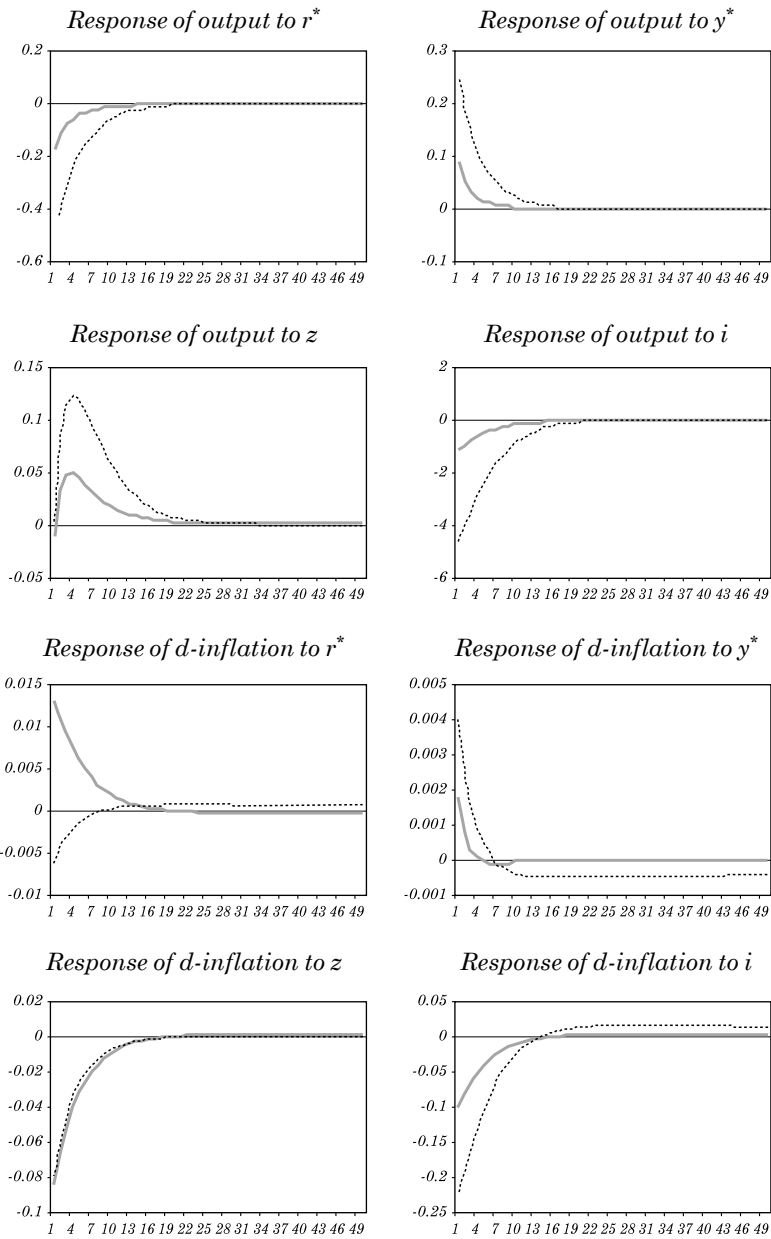 Response of output to r*
Response of output to y*
0.2
0
-0.2
-0.4
-0.6
1 4 7 10 13 16 19 22 25 28 31 34 37 40 43 46 49
0.3
0.2
0.1
0
-0.1
1 4 7 10 13 16 19 22 25 28 31 34 37 40 43 46 49
Response of output to z
Response of output to i
0.15
0.1
0.05
0
-0.05
1 4 7 10 13 16 19 22 25 28 31 34 37 40 43 46 49
2
0
-2
-4
-6
1 4 7 10 13 16 19 22 25 28 31 34 37 40 43 46 49
Response of d-inflation to r*
Response of d-inflation to y*
0.015
0.01
0.005
0
-0.005
-0.01
1 4 7 10 13 16 19 22 25 28 31 34 37 40 43 46 49
0.005
0.004
0.003
0.002
0.001
0
-0.001
1 4 7 10 13 16 19 22 25 28 31 34 37 40 43 46 49
Response of d-inflation to z
Response of d-inflation to i
0.02
0
-0.02
-0.04
-0.06
-0.08
-0.1
1 4 7 10 13 16 19 22 25 28 31 34 37 40 43 46 49
0.05
0
-0.05
-0.1
-0.15
-0.2
-0.25
1 4 7 10 13 16 19 22 25 28 31 34 37 40 43 46 49